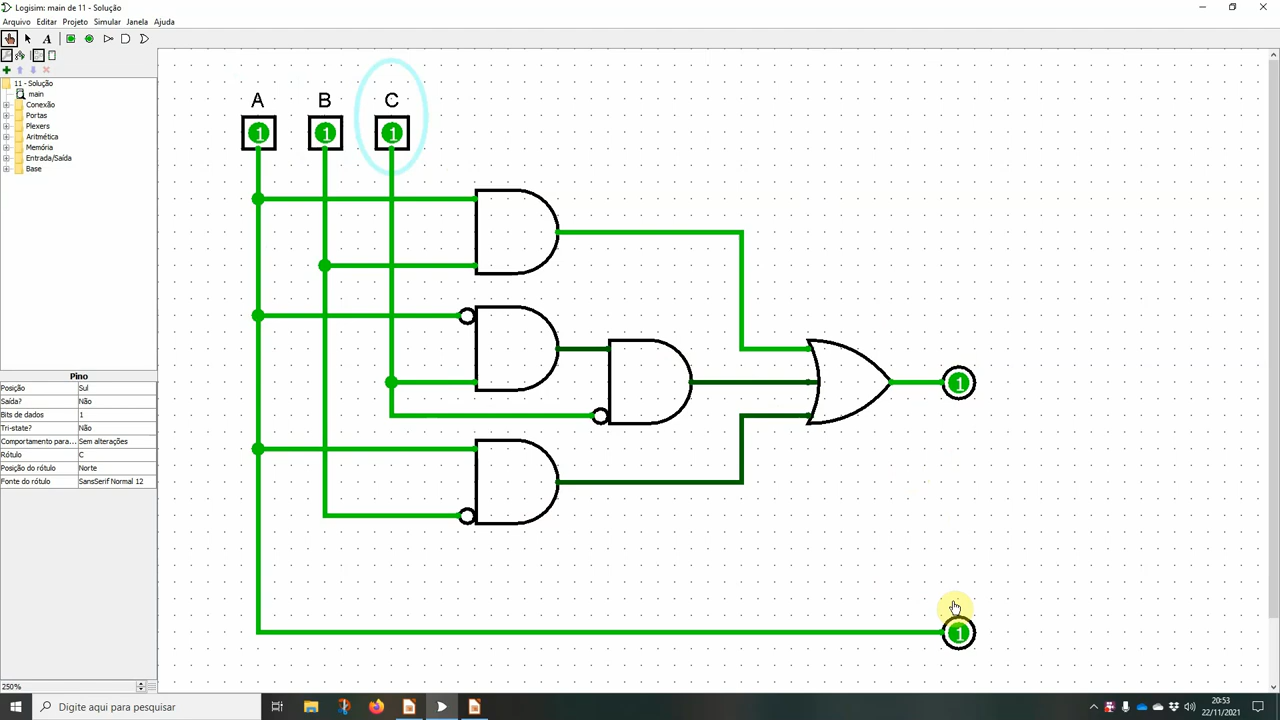 Logisim: main de 11 - Solução
Arquivo Editar Projeto Simular Janela Ajuda
A
11 - Solução
main
Conexão
Portas
Plexers
Aritmética
Memória
Entrada/Saída
Base
Pino
Posição Sul
Saída? Não
Bits de dados 1
Tri-state? Não
Comportamento para... Sem alterações
Rótulo C
Posição do rótulo Norte
Fonte do rótulo SansSerif Normal 12
250%
A B C
1 1 1
1
1
Digite aqui para pesquisar
20:53
22/11/2021